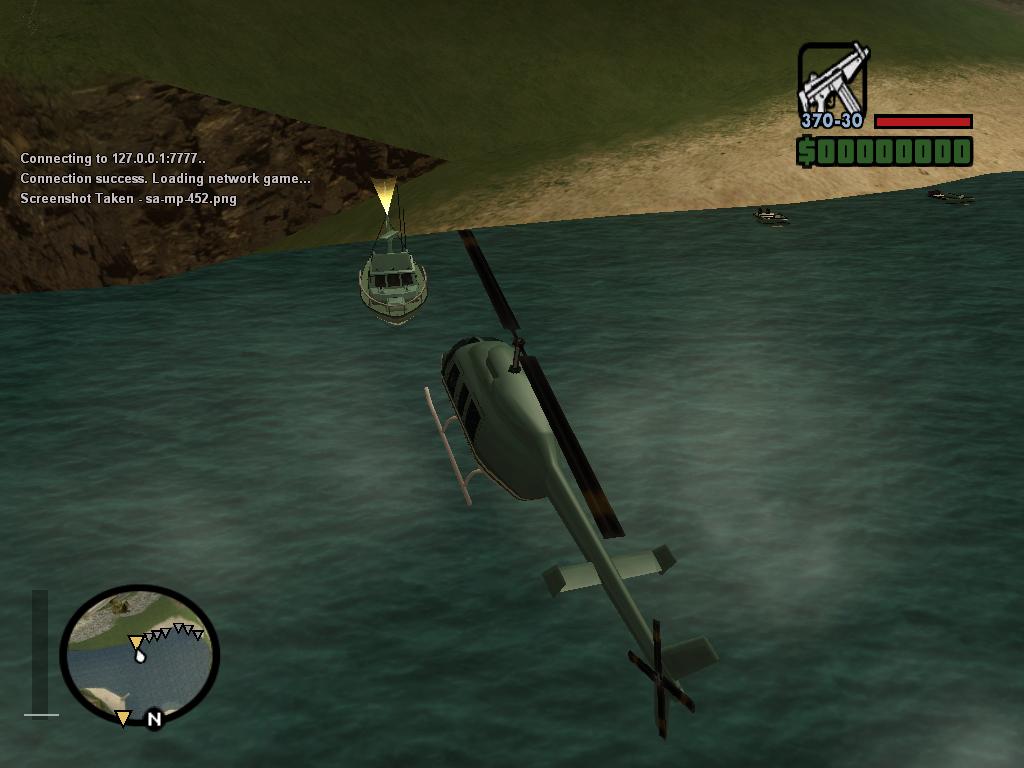 370-30
$00000000
Connecting to 127.0.0.1:7777..
Connection success. Loading network game...
Screenshot Taken - sa-mp-452.png
N